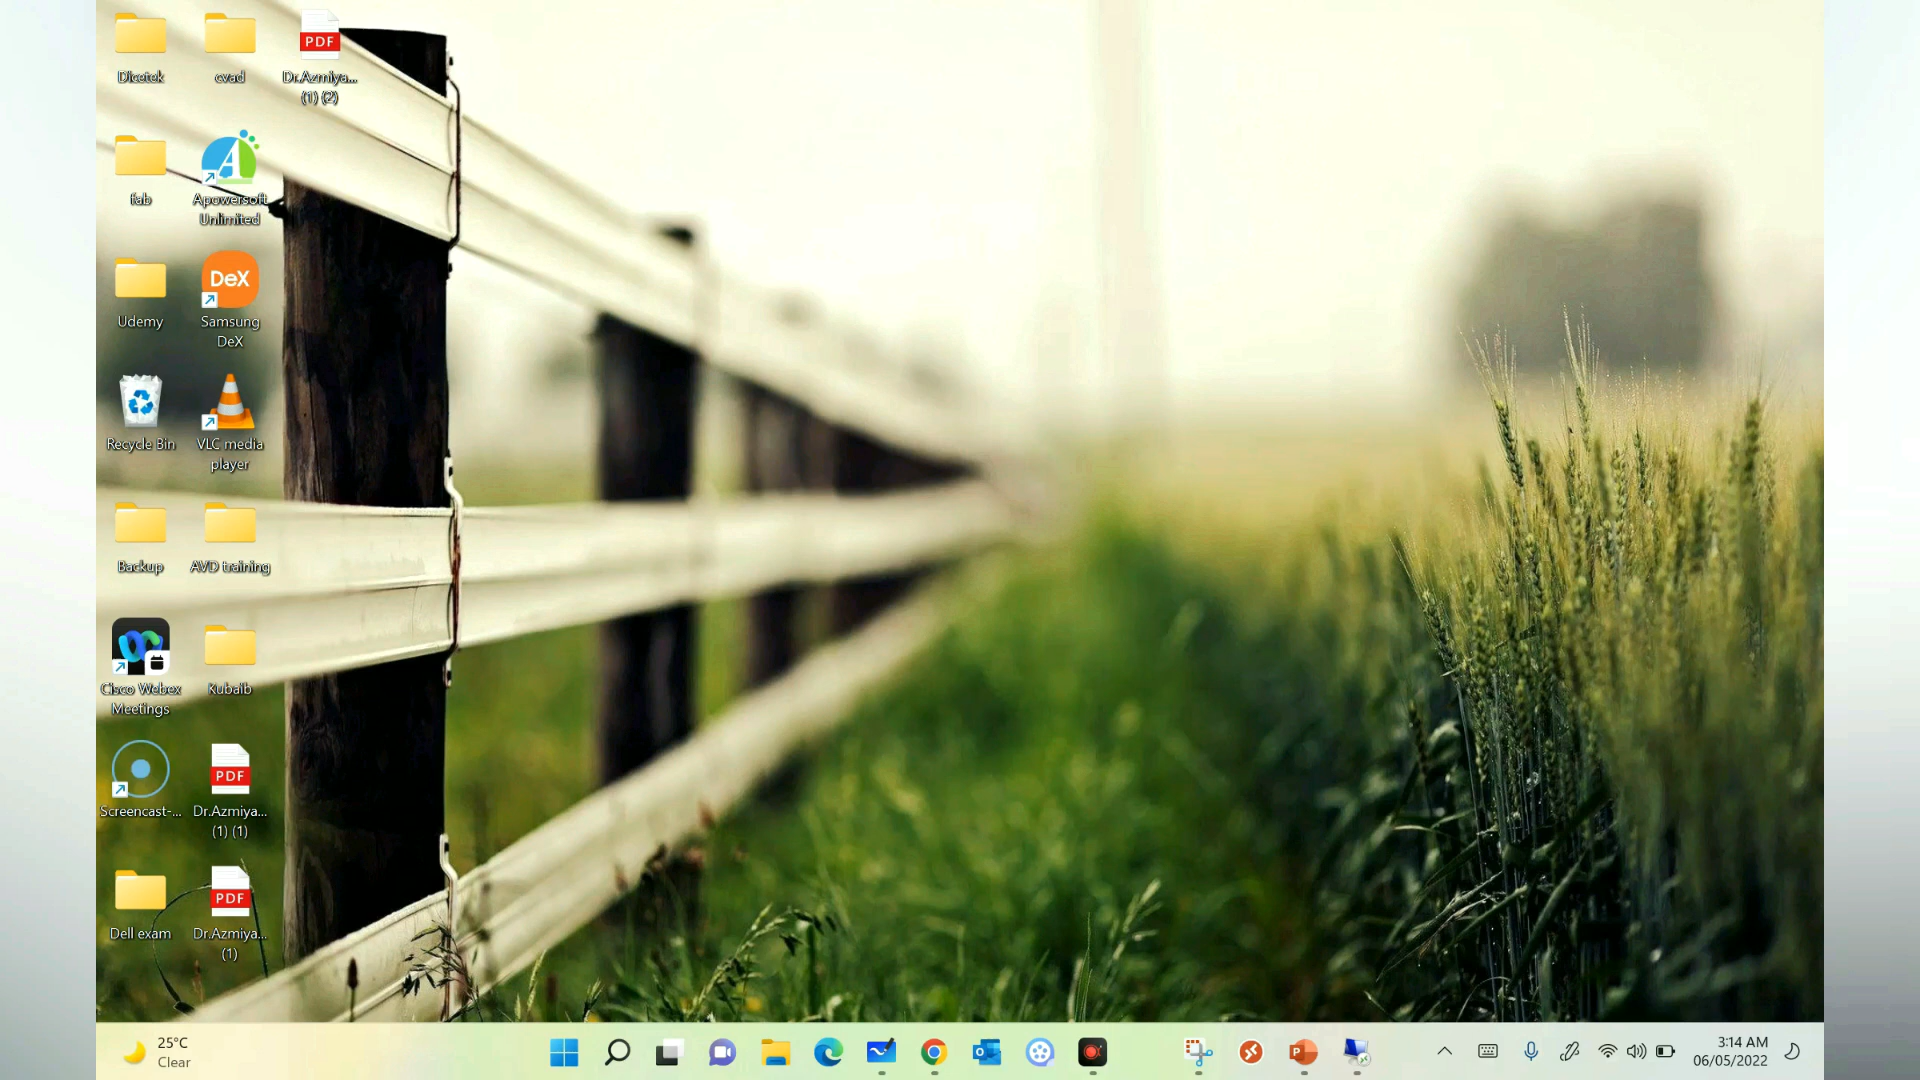 Dicetek
cvad
PDF
Dr.Azmiya...
(1) (2)
fab
Apowersoft
Unlimited
Udemy
DeX
Samsung
DeX
Recycle Bin
VLC media
player
Backup
AVD training
Cisco Webex
Meetings
Kubaib
Screencast-...
PDF
Dr.Azmiya...
(1) (1)
Dell exam
PDF
Dr.Azmiya...
(1)
25°C
Clear
3:14 AM
06/05/2022